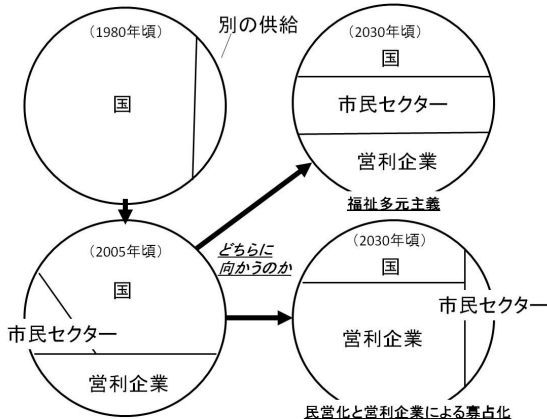 （1980年頃）
別の供給
国
（2030年頃）
国
市民セクター
営利企業
福祉多元主義
（2005年頃）
国
市民セクター
営利企業
どちらに
向かうのか
（2030年頃）
国
市民セクター
営利企業
民営化と営利企業による寡占化